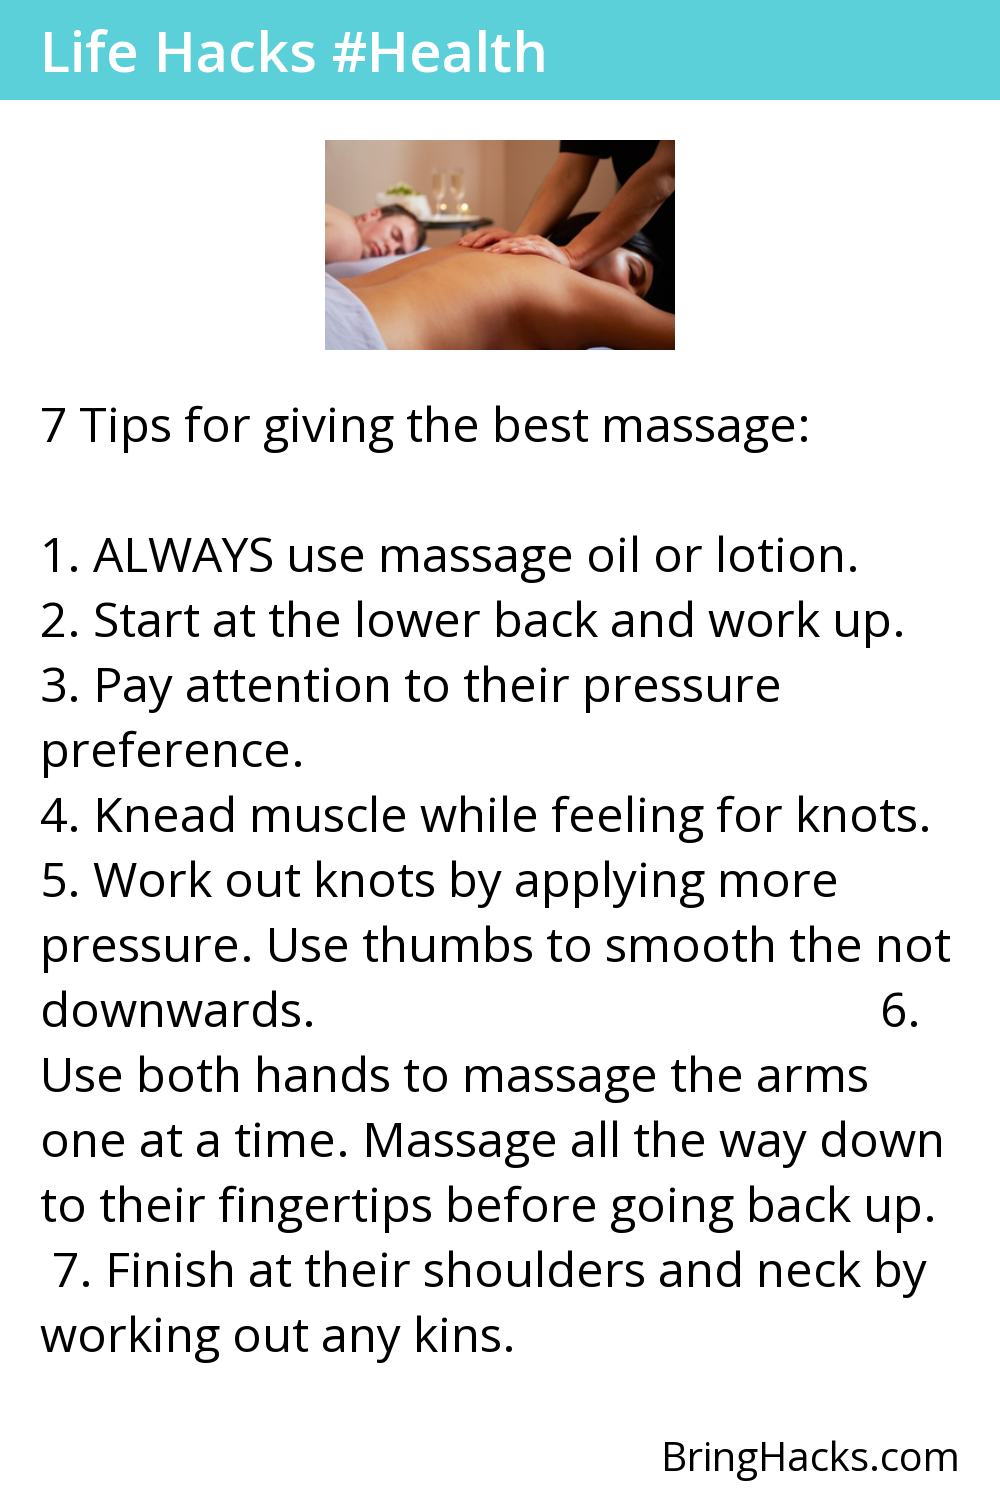 Life Hacks #Health
7 Tips for giving the best massage:
1. ALWAYS use massage oil or lotion.
2. Start at the lower back and work up.
3. Pay attention to their pressure
preference.
4. Knead muscle while feeling for knots.
5. Work out knots by applying more
pressure. Use thumbs to smooth the not
downwards. 6.
Use both hands to massage the arms
one at a time. Massage all the way down
to their fingertips before going back up.
7. Finish at their shoulders and neck by
working out any kins.
BringHacks.com